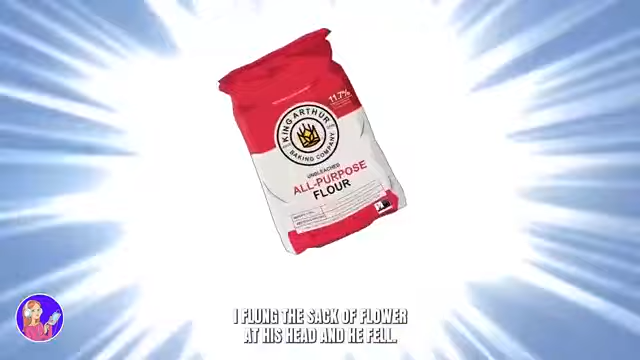 11.7%
KING ARTHUR
BAKING COMPANY
UNBLEACHED
ALL-PURPOSE
FLOUR
I FLUNG THE SACK OF FLOWER
AT HIS HEAD AND HE FELL.